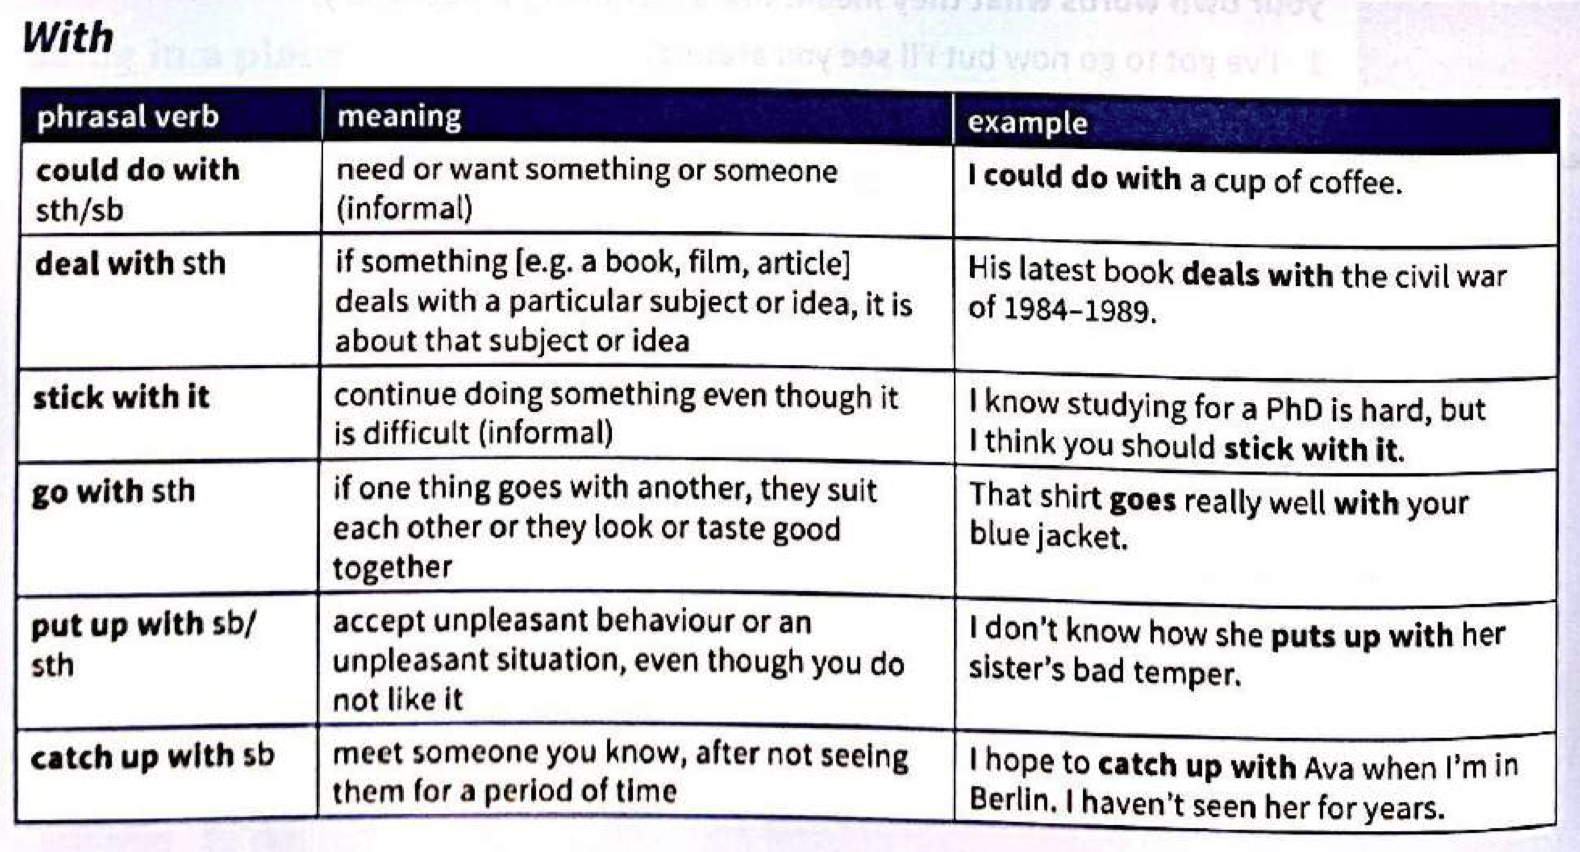 With
phrasal verb meaning example
could do with need or want something or someone I could do with a cup of coffee.
sth/sb (informal)
deal with sth if something [e.g. a book, film, article] His latest book deals with the civil war
deals with a particular subject or idea, it is of 1984–1989.
about that subject or idea
stick with it continue doing something even though it I know studying for a PhD is hard, but
is difficult (informal) I think you should stick with it.
go with sth if one thing goes with another, they suit That shirt goes really well with your
each other or they look or taste good blue jacket.
together
put up with sb/ accept unpleasant behaviour or an I don't know how she puts up with her
sth unpleasant situation, even though you do sister's bad temper.
not like it
catch up with sb meet someone you know, after not seeing I hope to catch up with Ava when I'm in
them for a period of time Berlin. I haven't seen her for years.